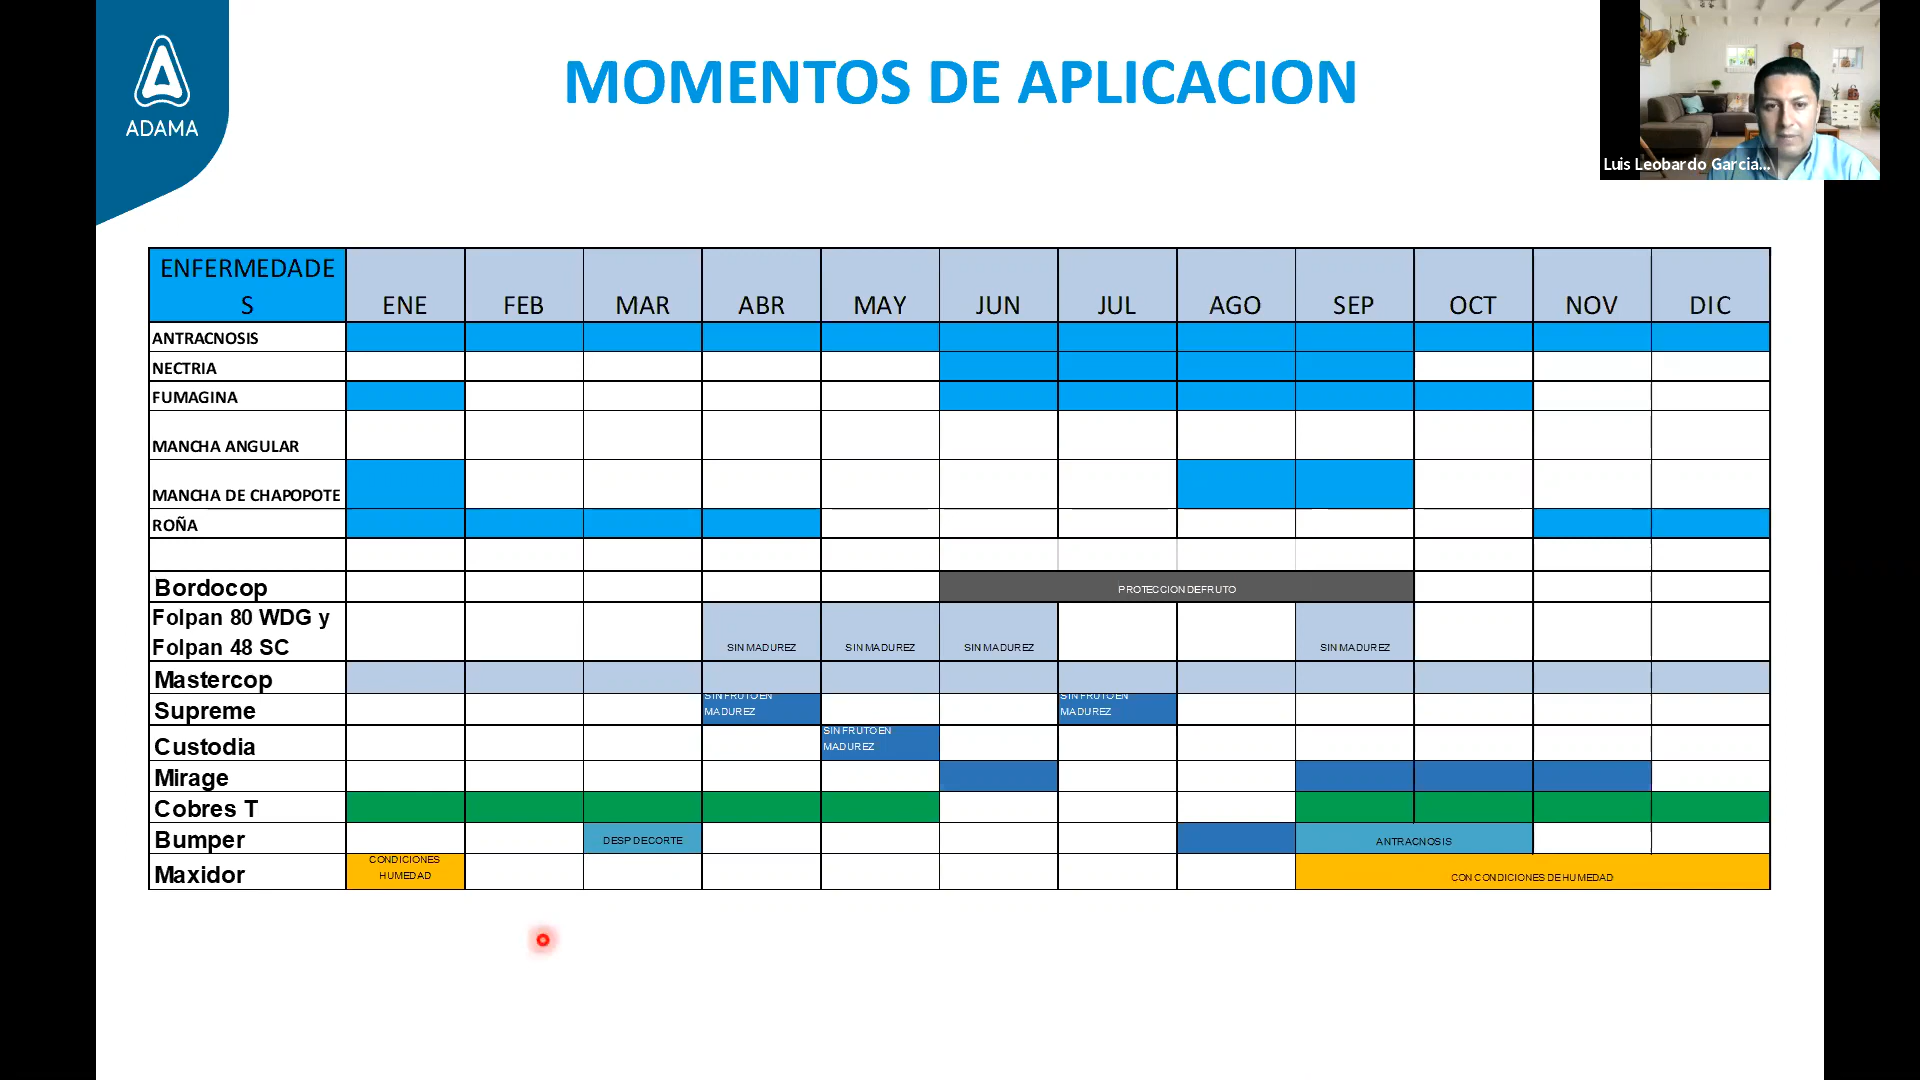 ADAMA
MOMENTOS DE APLICACION
Luis Leobardo Garcia...
ENFERMEDADE
S
ENE FEB MAR ABR MAY JUN JUL AGO SEP OCT NOV DIC
ANTRACNOSIS
NECTRIA
FUMAGINA
MANCHA ANGULAR
MANCHA DE CHAPOPOTE
ROÑA
Bordocop PROTECCION DE FRUTO
Folpan 80 WDG y
Folpan 48 SC SIN MADUREZ SIN MADUREZ SIN MADUREZ SIN MADUREZ
Mastercop
SIN FRUTO EN SIN FRUTO EN
Supreme MADUREZ MADUREZ
SIN FRUTO EN
Custodia MADUREZ
Mirage
Cobres T
Bumper DESP DE CORTE ANTRACNOSIS
CONDICIONES
Maxidor HUMEDAD CON CONDICIONES DE HUMEDAD